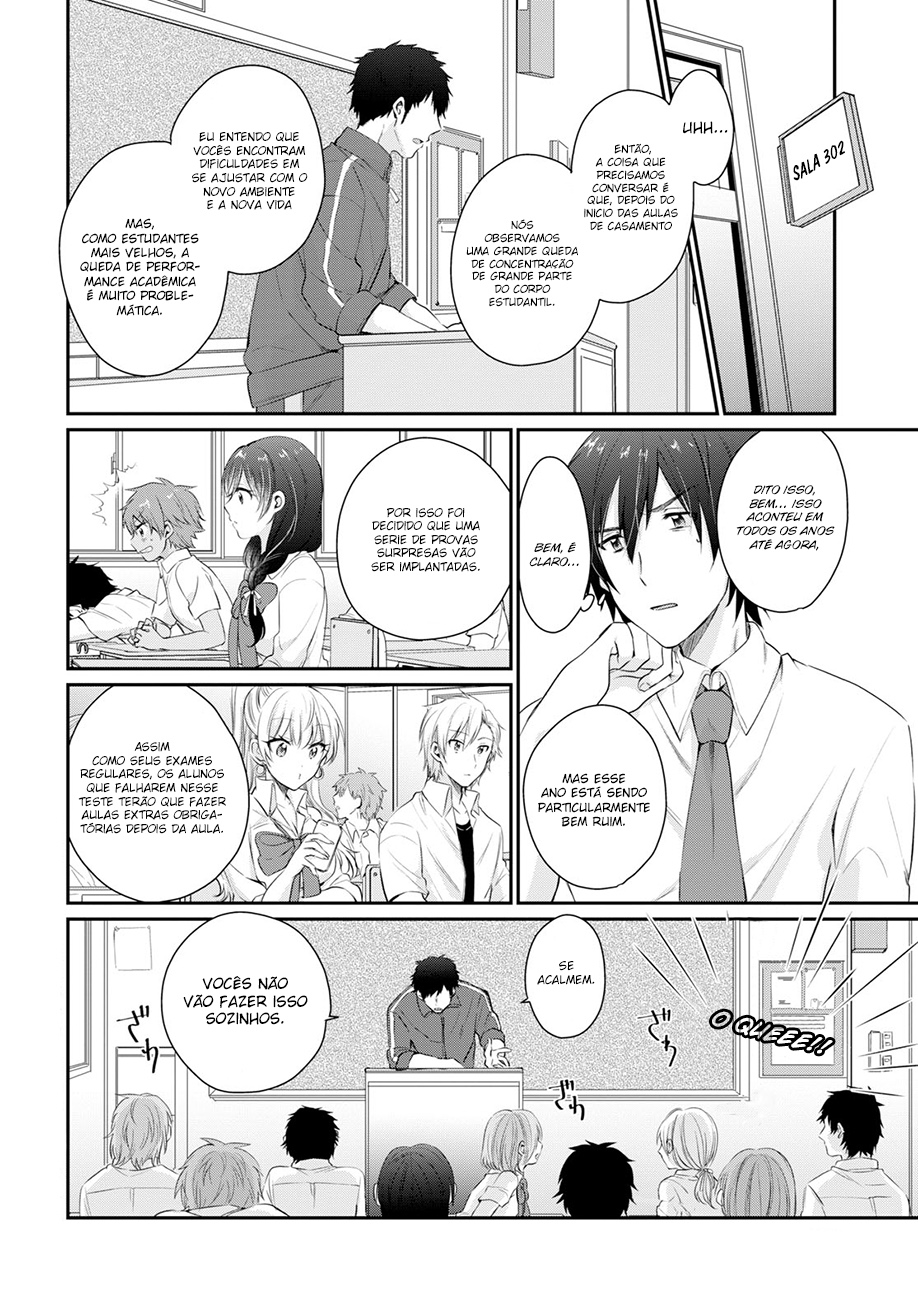 SALA 302
UHH...
ENTÃO,
A COISA QUE
PRECISAMOS
CONVERSAR É
QUE, DEPOIS DO
INICIO DAS AULAS
DE CASAMENTO
NÓS
OBSERVAMOS
UMA GRANDE QUEDA
DE CONCENTRAÇÃO
DE GRANDE PARTE
DO CORPO
ESTUDANTIL.
EU ENTENDO QUE
VOCÊS ENCONTRAM
DIFICULDADES EM
SE AJUSTAR COM O
NOVO AMBIENTE
E A NOVA VIDA
MAS,
COMO ESTUDANTES
MAIS VELHOS, A
QUEDA DE PERFOR-
MANCE ACADÊMICA
É MUITO PROBLE-
MÁTICA.
DITO ISSO,
BEM... ISSO
ACONTEU EM
TODOS OS ANOS
ATÉ AGORA,
BEM, É
CLARO...
MAS ESSE
ANO ESTÁ SENDO
PARTICULARMENTE
BEM RUIM.
POR ISSO FOI
DECIDIDO QUE UMA
SERIE DE PROVAS
SURPRESAS VÃO
SER IMPLANTADAS.
ASSIM
COMO SEUS EXAMES
REGULARES, OS ALUNOS
QUE FALHAREM NESSE
TESTE TERÃO QUE FAZER
AULAS EXTRAS OBRIGA-
TÓRIAS DEPOIS DA AULA.
O QUEEE!!
SE
ACALMEM.
ざわ
VOCÊS NÃO
VÃO FAZER ISSO
SOZINHOS.
ざわ